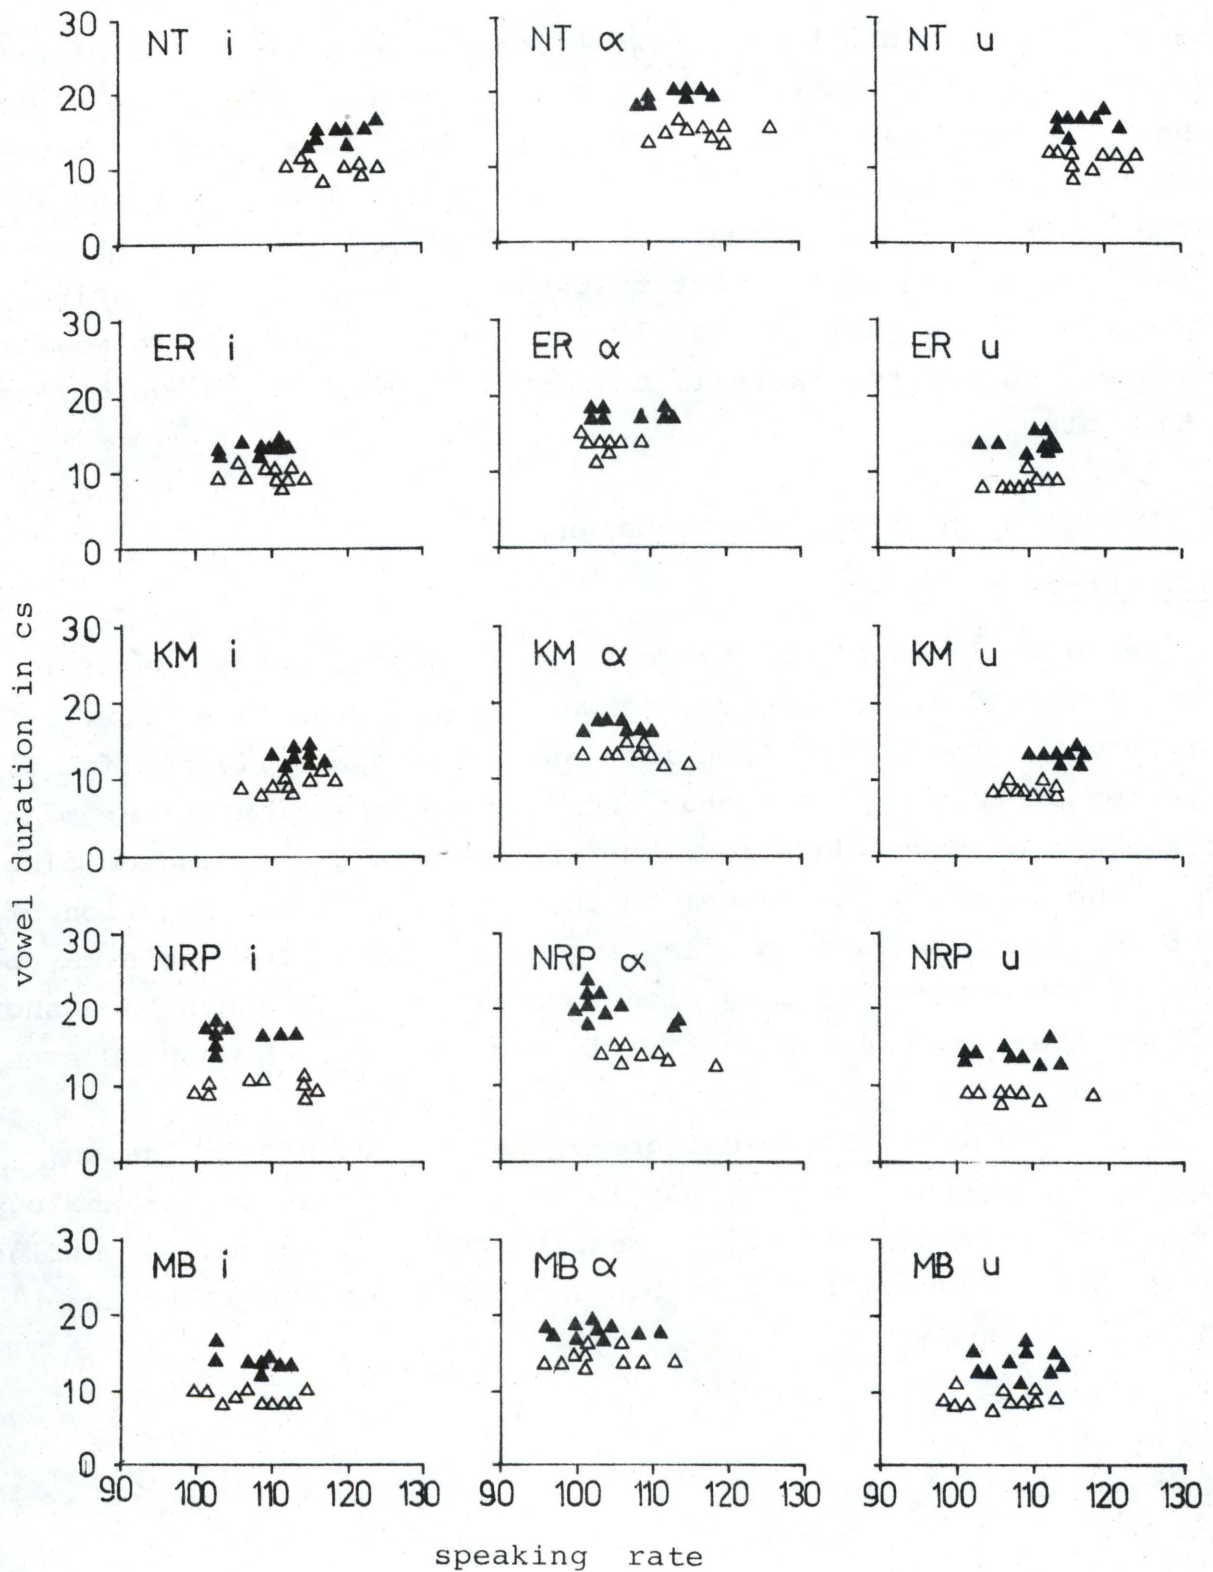 30 NT i NT α NT u
20
10
0
30 ER i ER α ER u
20
10
0
vowel duration in cs
30 KM i KM α KM u
20
10
0
30 NRP i NRP α NRP u
20
10
0
30 MB i MB α MB u
20
10
0
90 100 110 120 130 90 100 110 120 130 90 100 110 120 130
speaking rate